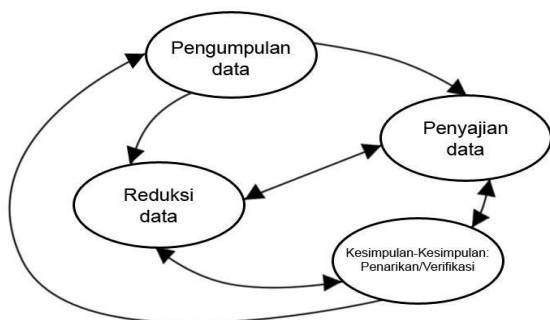 Pengumpulan
data
Penyajian
data
Reduksi
data
Kesimpulan-Kesimpulan:
Penarikan/Verifikasi